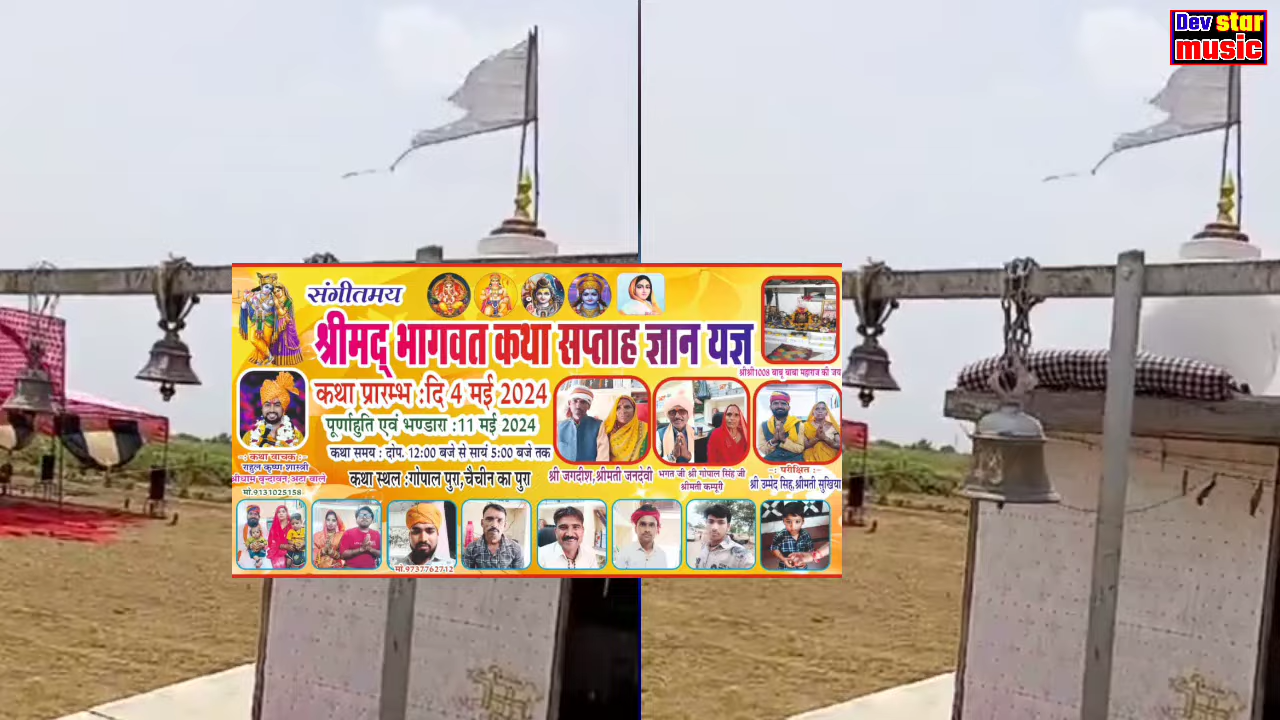 Dev star
music
संगीतमय
श्रीमद् भागवत कथा सप्ताह ज्ञान यज्ञ
श्रीश्री1008 बाबू बाबा महाराज की जय
कथा प्रारम्भ :दि 4 मई 2024
पूर्णाहुति एवं भण्डारा :11 मई 2024
कथा समय : दोप. 12:00 बजे से सायं 5:00 बजे तक
कथा स्थल :गोपाल पुरा,चैचीन का पुरा
-: कथा वाचक:-
राहुल कृष्ण शास्त्री
श्रीधाम वृन्दावन,अटा वाले
मो.9131025158
श्री जगदीश,श्रीमती जनदेवी
भगत जी श्री गोपाल सिंह जी
श्रीमती कम्पूरी
-: परीक्षित :-
श्री उम्मेद सिंह,श्रीमती सुखिया
मो.9737762712